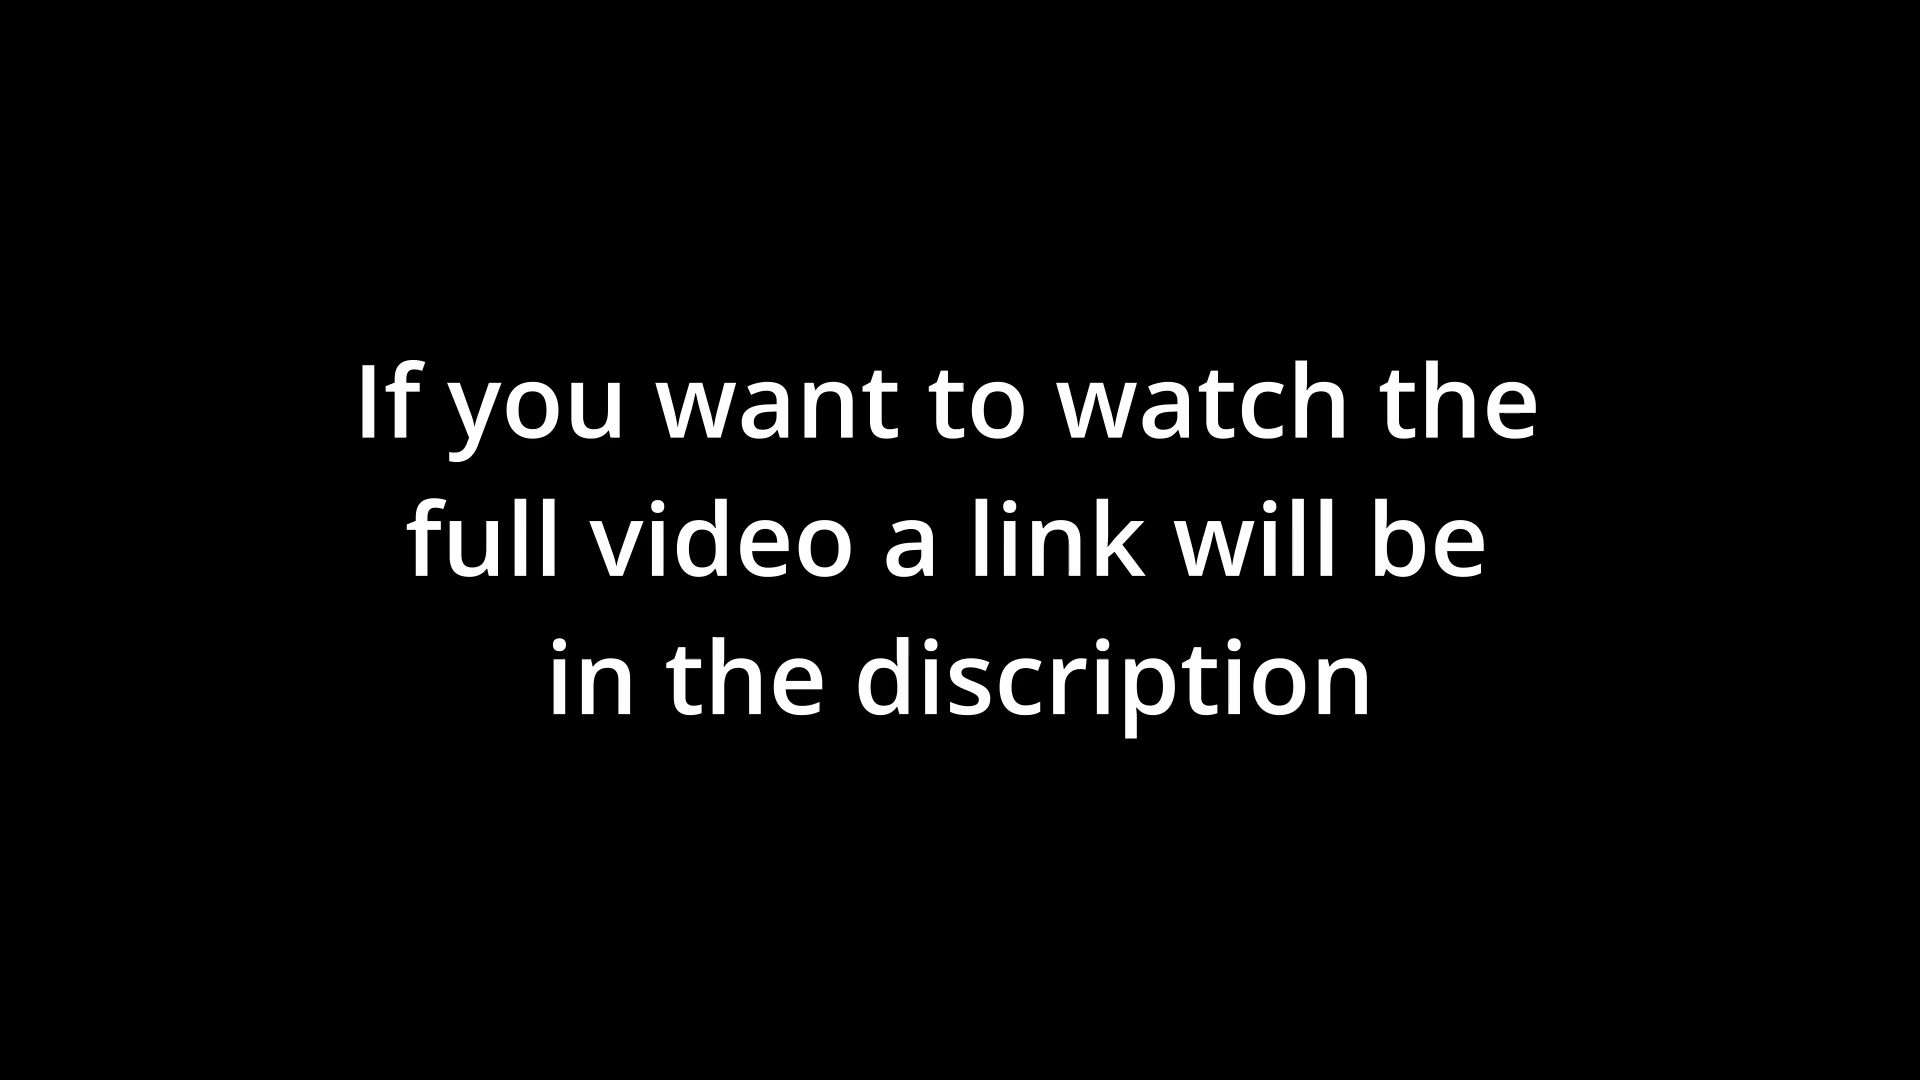 If you want to watch the
full video a link will be
in the discription